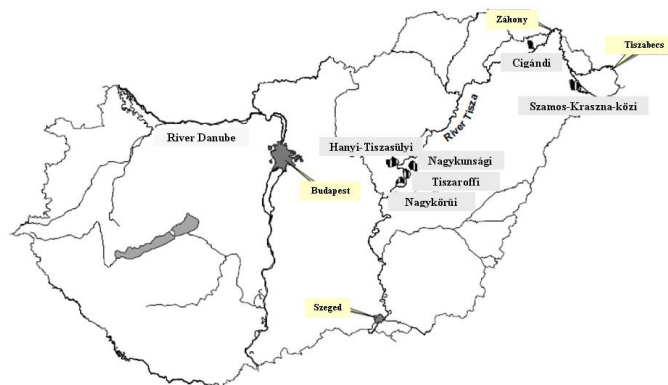 Záhony
Tiszabecs
Cigándi
Szamos-Kraszna-közi
River Tisza
River Danube
Hanyi-Tiszasülyi
Nagykunsági
Budapest
Tiszaroffi
Nagykörüi
Szeged